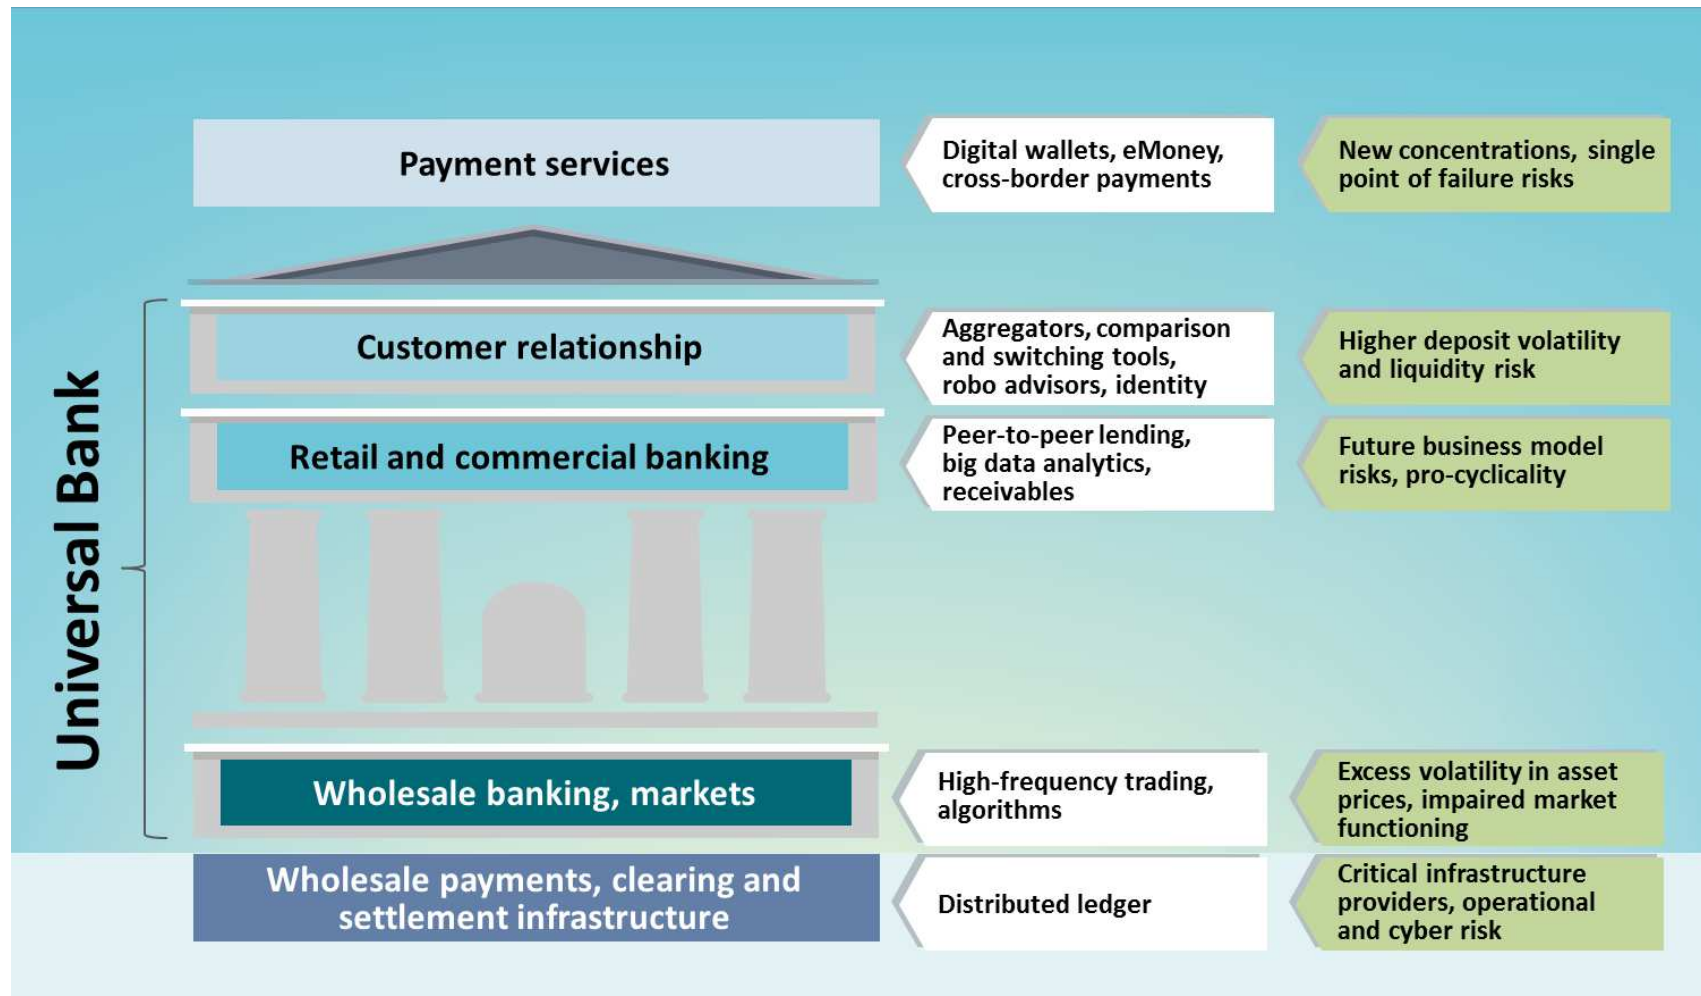 Universal Bank
Payment services
Digital wallets, eMoney,
cross-border payments
New concentrations, single
point of failure risks
Customer relationship
Aggregators, comparison
and switching tools,
robo advisors, identity
Higher deposit volatility
and liquidity risk
Retail and commercial banking
Peer-to-peer lending,
big data analytics,
receivables
Future business model
risks, pro-cyclicality
Wholesale banking, markets
High-frequency trading,
algorithms
Excess volatility in asset
prices, impaired market
functioning
Wholesale payments, clearing and
settlement infrastructure
Distributed ledger
Critical infrastructure
providers, operational
and cyber risk